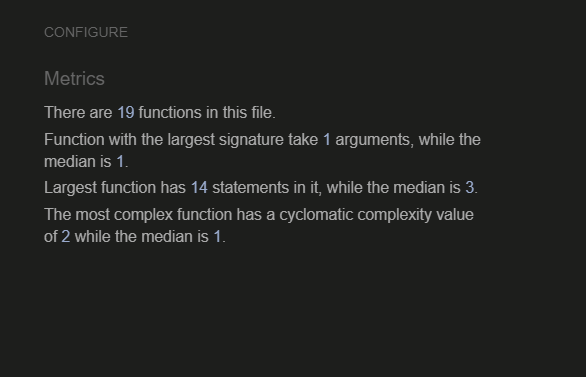 CONFIGURE
Metrics
There are 19 functions in this file.
Function with the largest signature take 1 arguments, while the
median is 1.
Largest function has 14 statements in it, while the median is 3.
The most complex function has a cyclomatic complexity value
of 2 while the median is 1.